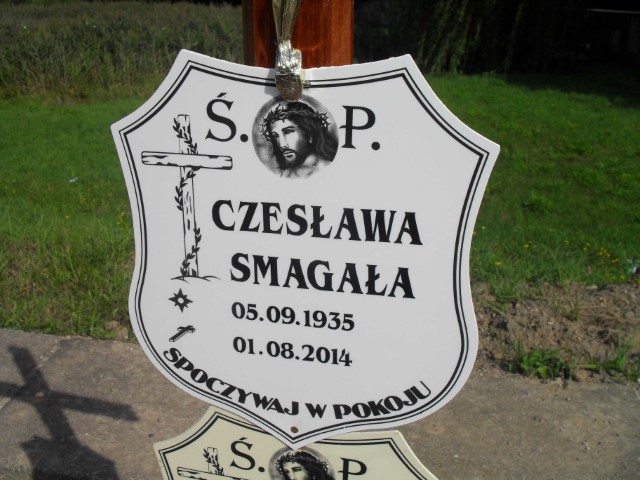 Ś. P.
CZESŁAWA
SMAGAŁA
05.09.1935
01.08.2014
SPOCZYWAJ W POKOJU
Ś. P.